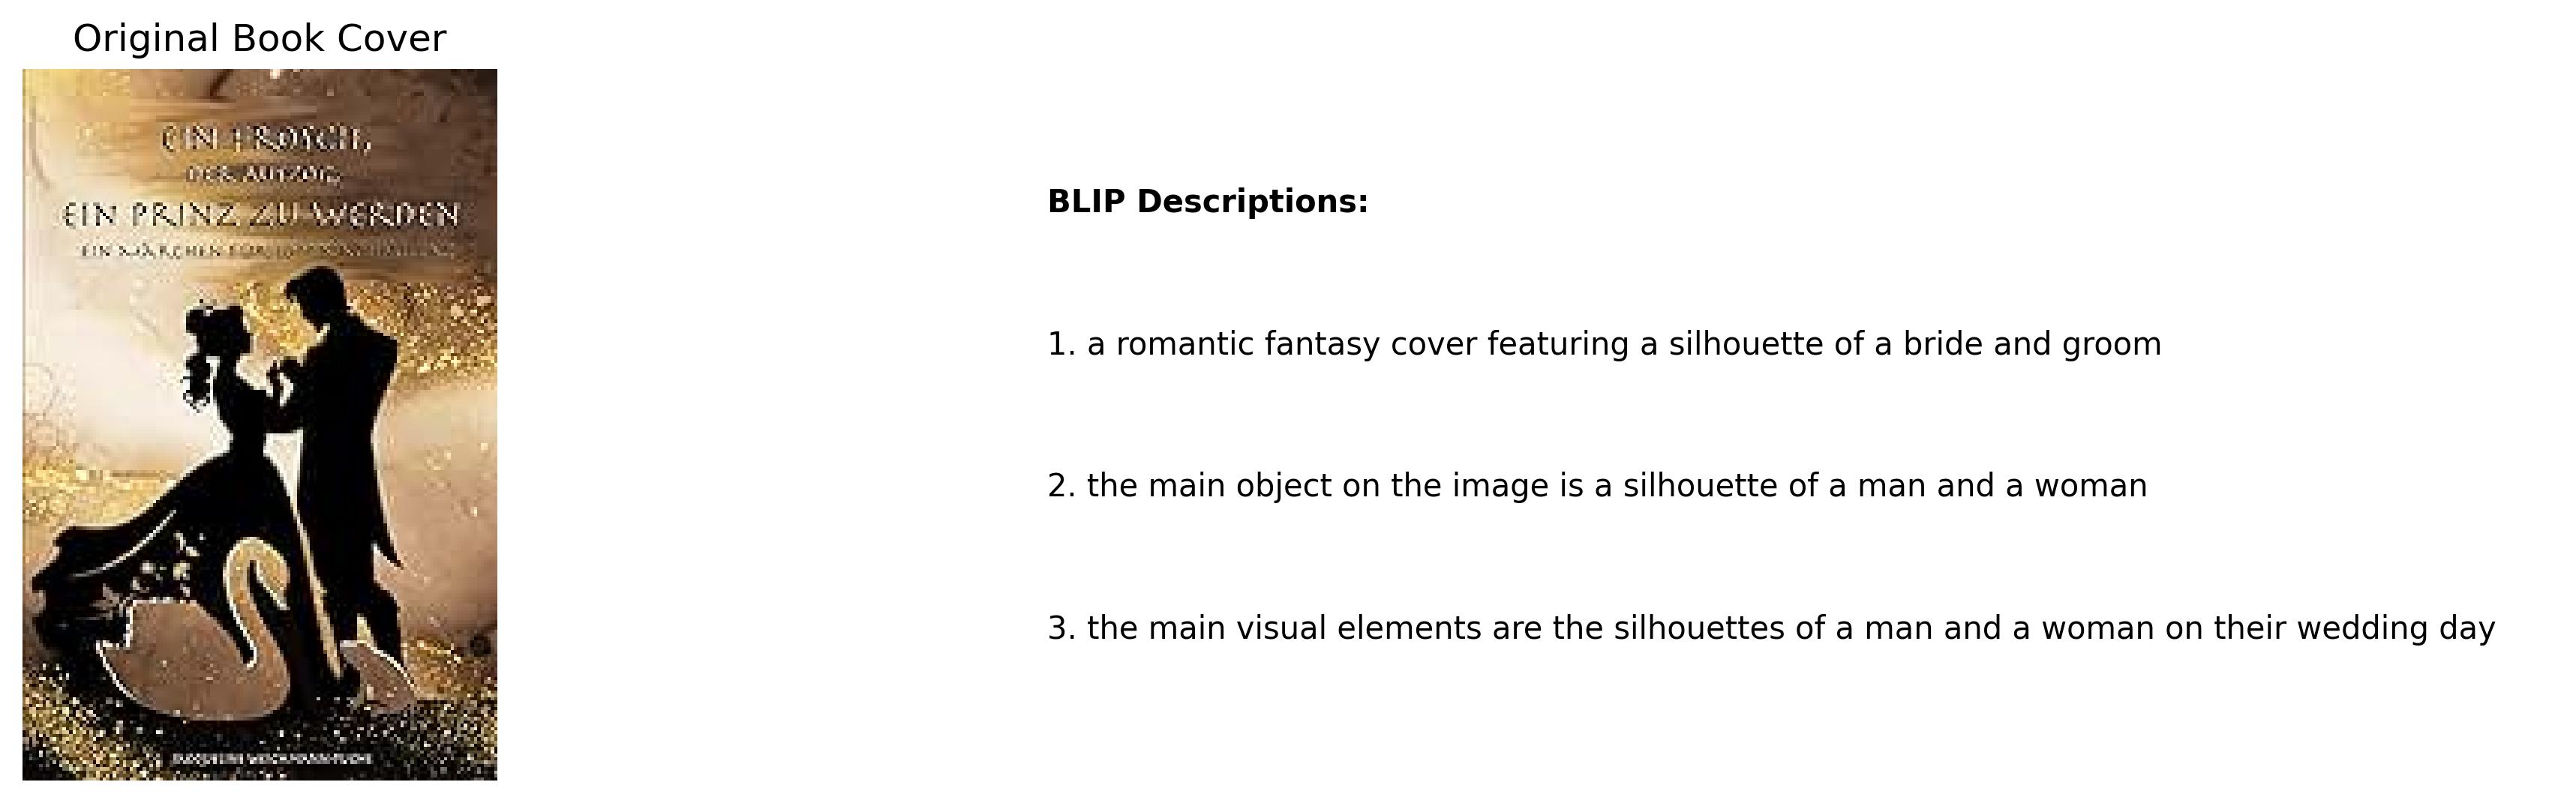 Original Book Cover
EIN FROSCH,
DER AUSZOG,
EIN PRINZ ZU WERDEN
EIN MÄRCHEN FÜR
BLIP Descriptions:
1. a romantic fantasy cover featuring a silhouette of a bride and groom
2. the main object on the image is a silhouette of a man and a woman
3. the main visual elements are the silhouettes of a man and a woman on their wedding day